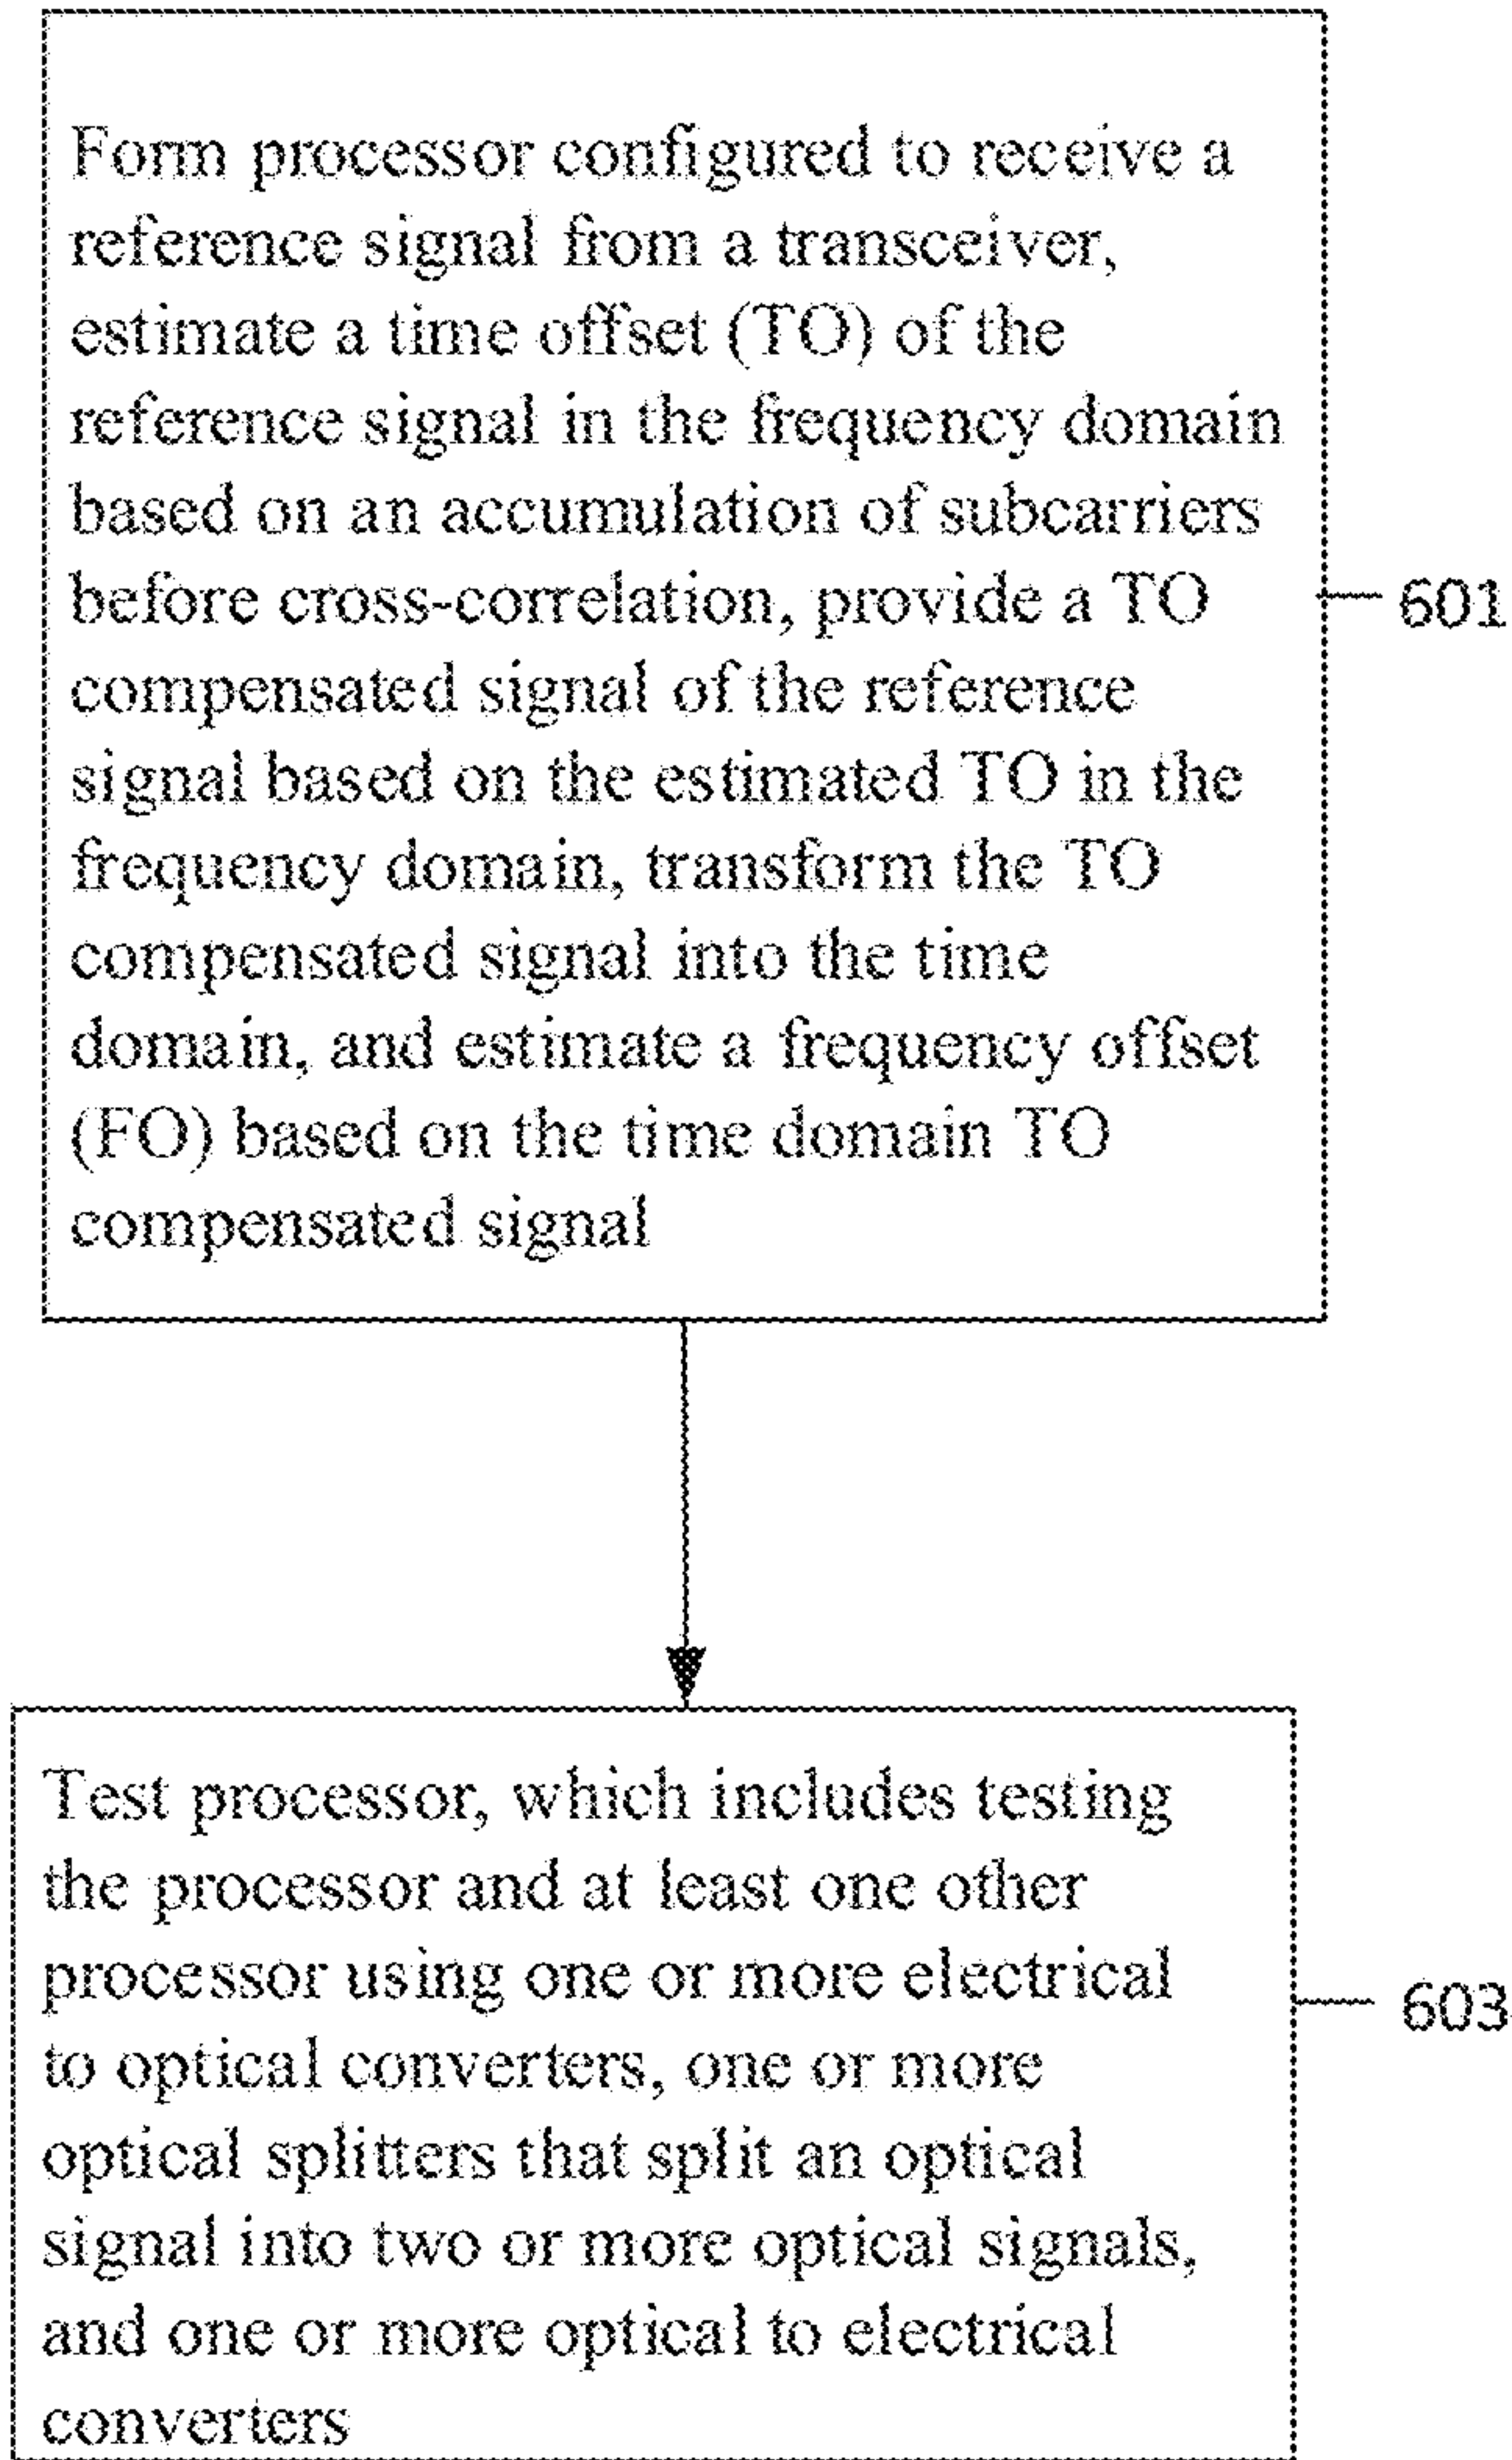 Form processor configured to receive a
reference signal from a transceiver,
estimate a time offset (TO) of the
reference signal in the frequency domain
based on an accumulation of subcarriers
before cross-correlation, provide a TO
601
compensated signal of the reference
signal based on the estimated TO in the
frequency domain, transform the TO
compensated signal into the time
domain, and estimate a frequency offset
(FO) based on the time domain TO
compensated signal
Test processor, which includes testing
the processor and at least one other
processor using one or more electrical
603
to optical converters, one or more
optical splitters that split an optical
signal into two or more optical signals,
and one or more optical to electrical
converters